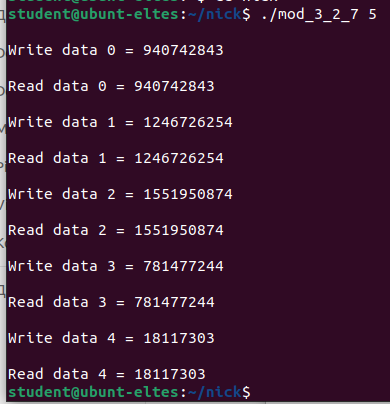 student@ubunt-eltes:~/nick$ ./mod_3_2_7 5
Write data 0 = 940742843
Read data 0 = 940742843
Write data 1 = 1246726254
Read data 1 = 1246726254
Write data 2 = 1551950874
Read data 2 = 1551950874
Write data 3 = 781477244
Read data 3 = 781477244
Write data 4 = 18117303
Read data 4 = 18117303
student@ubunt-eltes:~/nick$